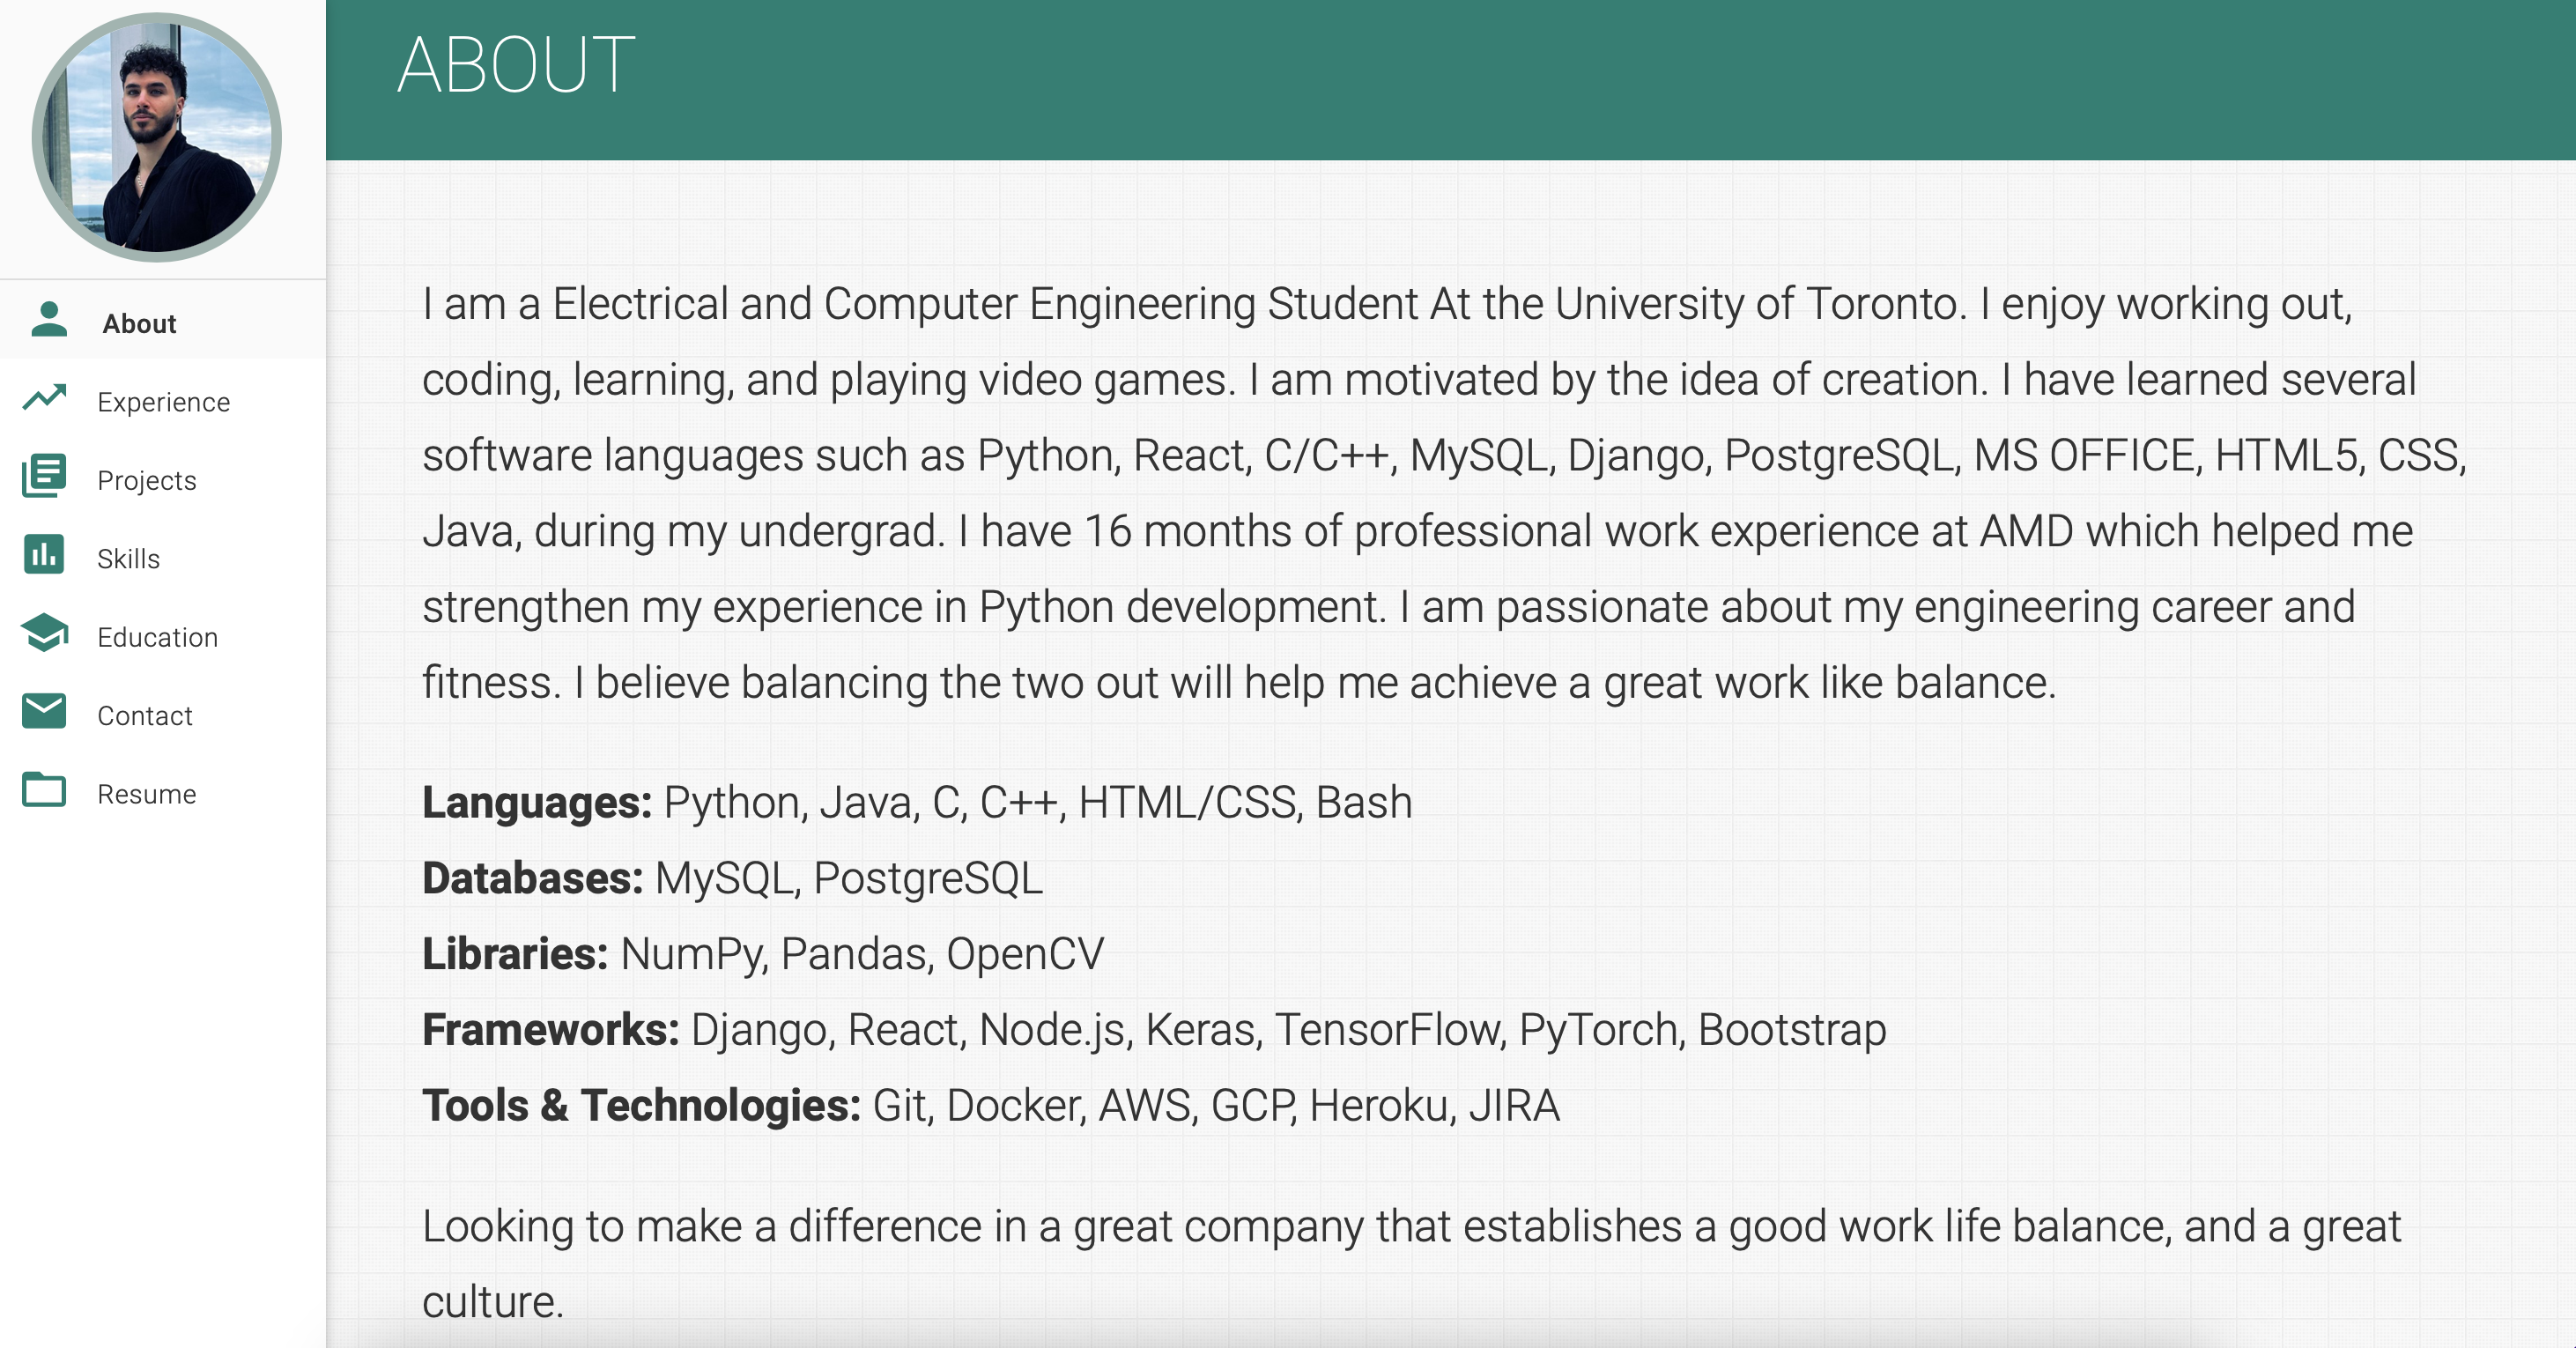 ABOUT
About
Experience
Projects
Skills
Education
Contact
Resume
I am a Electrical and Computer Engineering Student At the University of Toronto. I enjoy working out,
coding, learning, and playing video games. I am motivated by the idea of creation. I have learned several
software languages such as Python, React, C/C++, MySQL, Django, PostgreSQL, MS OFFICE, HTML5, CSS,
Java, during my undergrad. I have 16 months of professional work experience at AMD which helped me
strengthen my experience in Python development. I am passionate about my engineering career and
fitness. I believe balancing the two out will help me achieve a great work like balance.
Languages: Python, Java, C, C++, HTML/CSS, Bash
Databases: MySQL, PostgreSQL
Libraries: NumPy, Pandas, OpenCV
Frameworks: Django, React, Node.js, Keras, TensorFlow, PyTorch, Bootstrap
Tools & Technologies: Git, Docker, AWS, GCP, Heroku, JIRA
Looking to make a difference in a great company that establishes a good work life balance, and a great
culture.